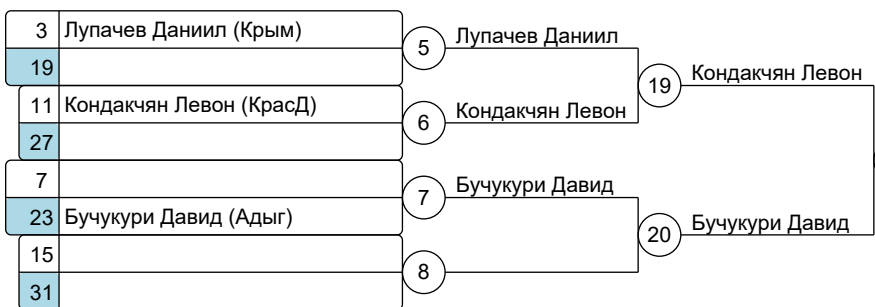 3 Лупачев Даниил (Крым)
19
11 Кондакчян Левон (КрасД)
27
7
23 Бучукури Давид (Адыг)
15
31
5 Лупачев Даниил
6 Кондакчян Левон
7 Бучукури Давид
8
19 Кондакчян Левон
20 Бучукури Давид